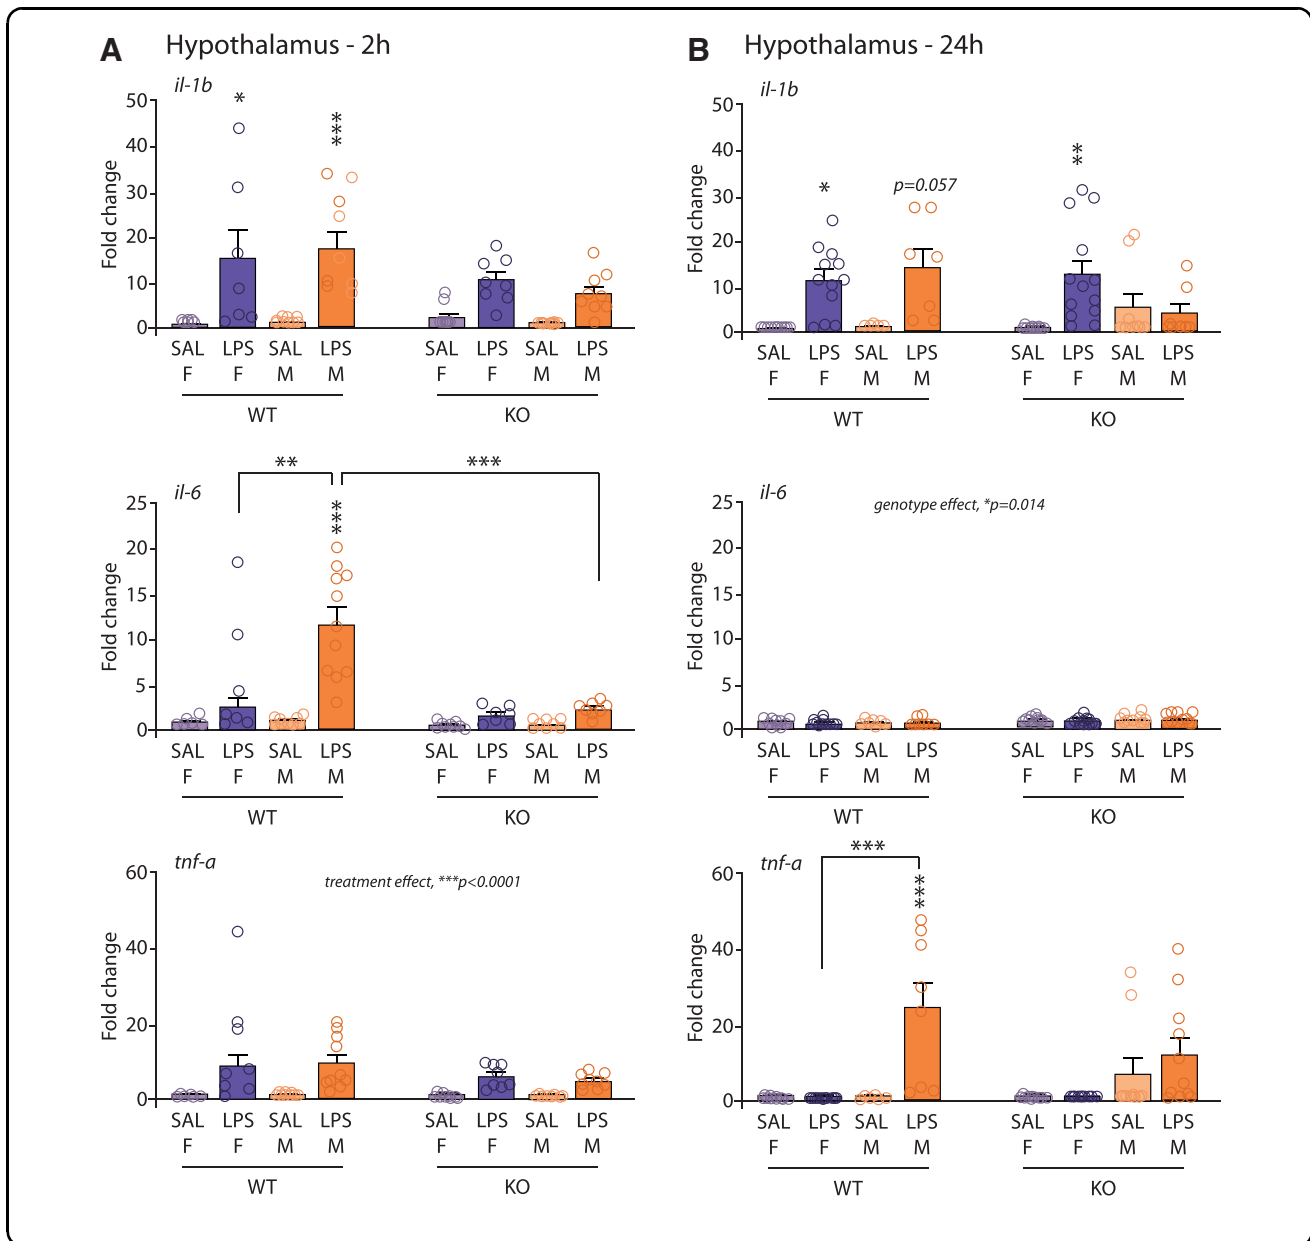 A Hypothalamus - 2h
il-1b
* ***
50
40
30
20
10
0
Fold change
SAL LPS SAL LPS SAL LPS SAL LPS
F F M M F F M M
WT KO
** ***
il-6
***
25
20
15
10
5
0
Fold change
SAL LPS SAL LPS SAL LPS SAL LPS
F F M M F F M M
WT KO
tnf-a
treatment effect, ***p<0.0001
60
40
20
0
Fold change
SAL LPS SAL LPS SAL LPS SAL LPS
F F M M F F M M
WT KO
B Hypothalamus - 24h
il-1b
* p=0.057 **
50
40
30
20
10
0
Fold change
SAL LPS SAL LPS SAL LPS SAL LPS
F F M M F F M M
WT KO
il-6
genotype effect, *p=0.014
25
20
15
10
5
0
Fold change
SAL LPS SAL LPS SAL LPS SAL LPS
F F M M F F M M
WT KO
***
tnf-a
***
60
40
20
0
Fold change
SAL LPS SAL LPS SAL LPS SAL LPS
F F M M F F M M
WT KO